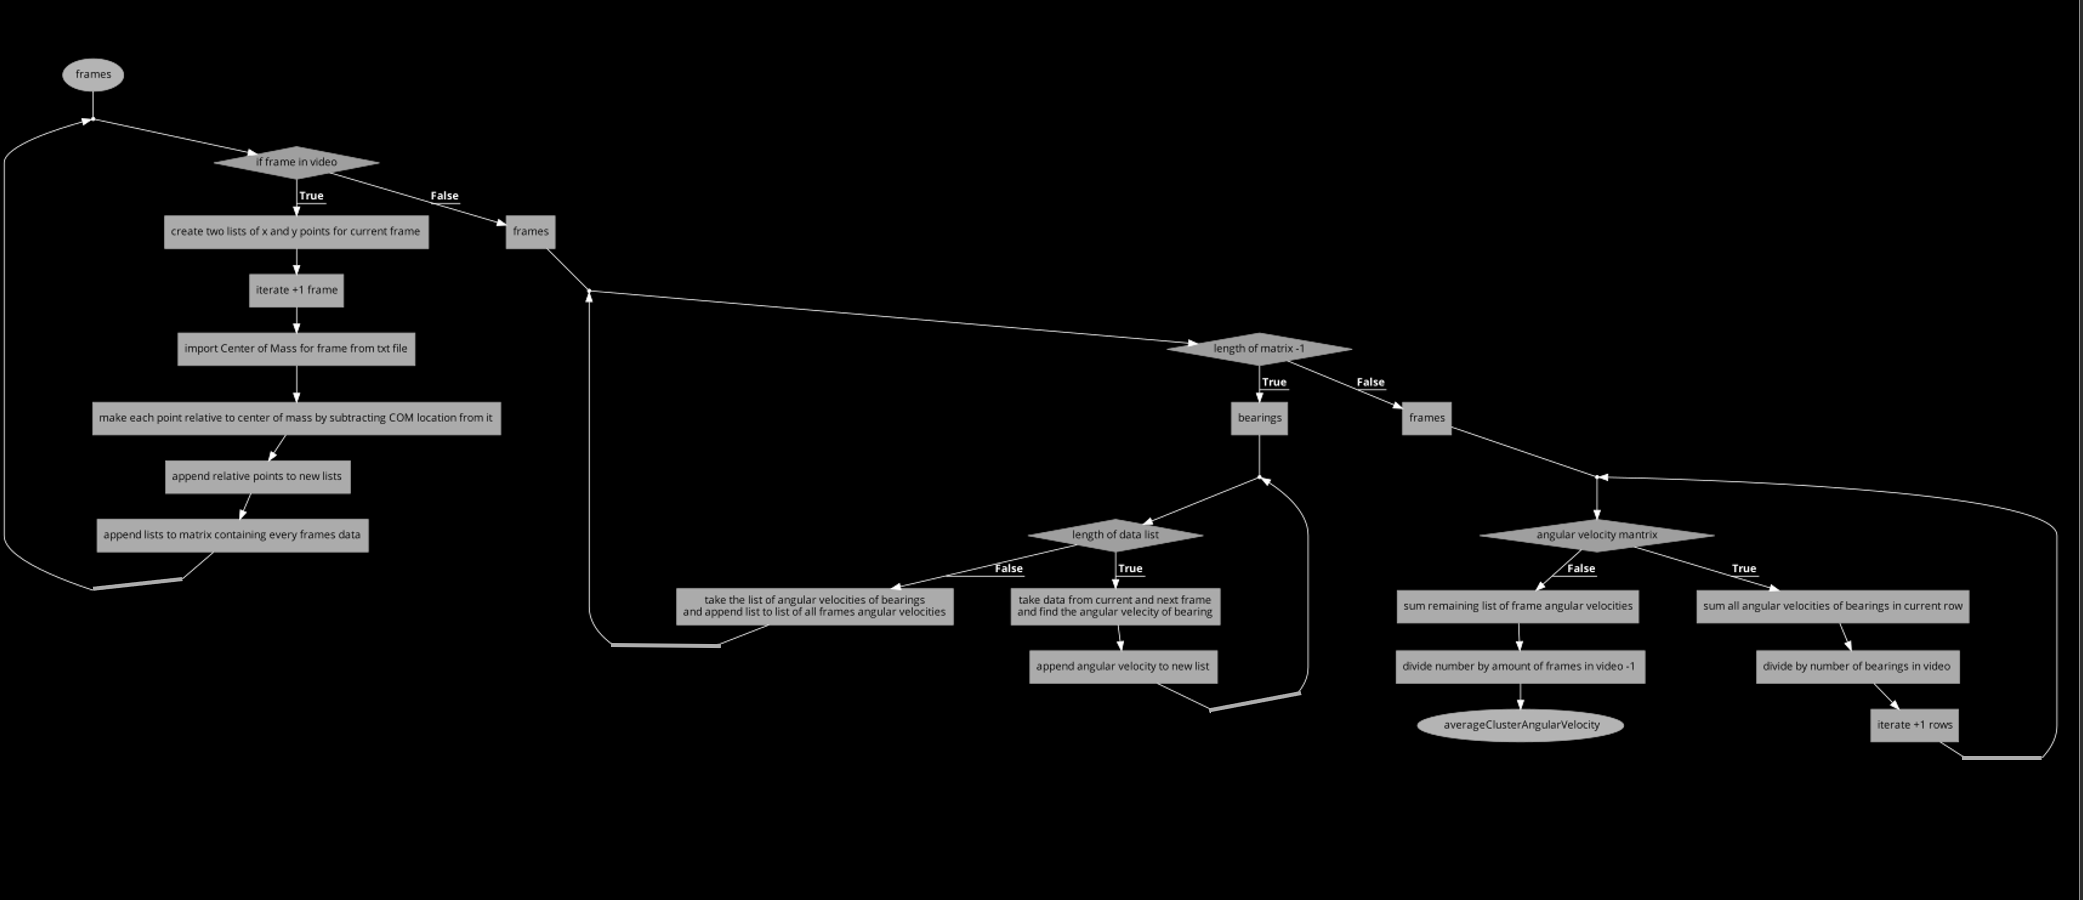 frames
if frame in video
True
False
create two lists of x and y points for current frame
frames
iterate +1 frame
import Center of Mass for frame from txt file
make each point relative to center of mass by subtracting COM location from it
append relative points to new lists
append lists to matrix containing every frames data
length of matrix -1
True
False
bearings
frames
length of data list
False
True
take the list of angular velocities of bearings
and append list to list of all frames angular velocities
take data from current and next frame
and find the angular velecity of bearing
append angular velocity to new list
angular velocity mantrix
False
True
sum remaining list of frame angular velocities
sum all angular velocities of bearings in current row
divide number by amount of frames in video -1
divide by number of bearings in video
averageClusterAngularVelocity
iterate +1 rows